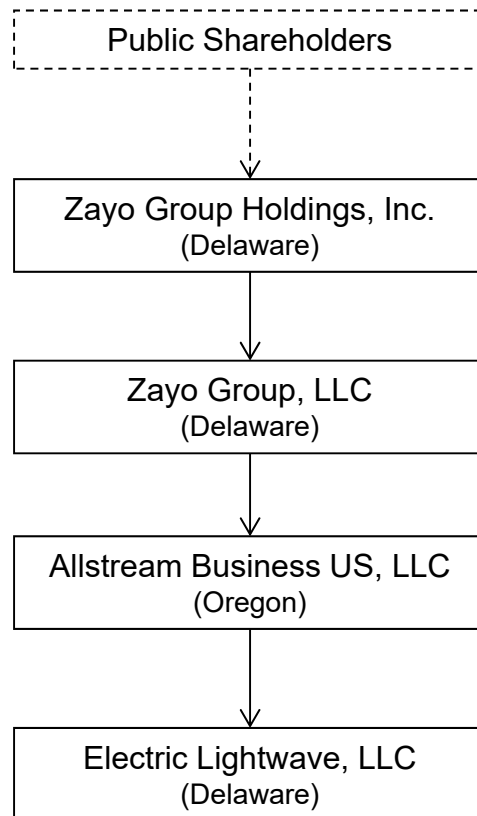 Public Shareholders
Zayo Group Holdings, Inc.
(Delaware)
Zayo Group, LLC
(Delaware)
Allstream Business US, LLC
(Oregon)
Electric Lightwave, LLC
(Delaware)